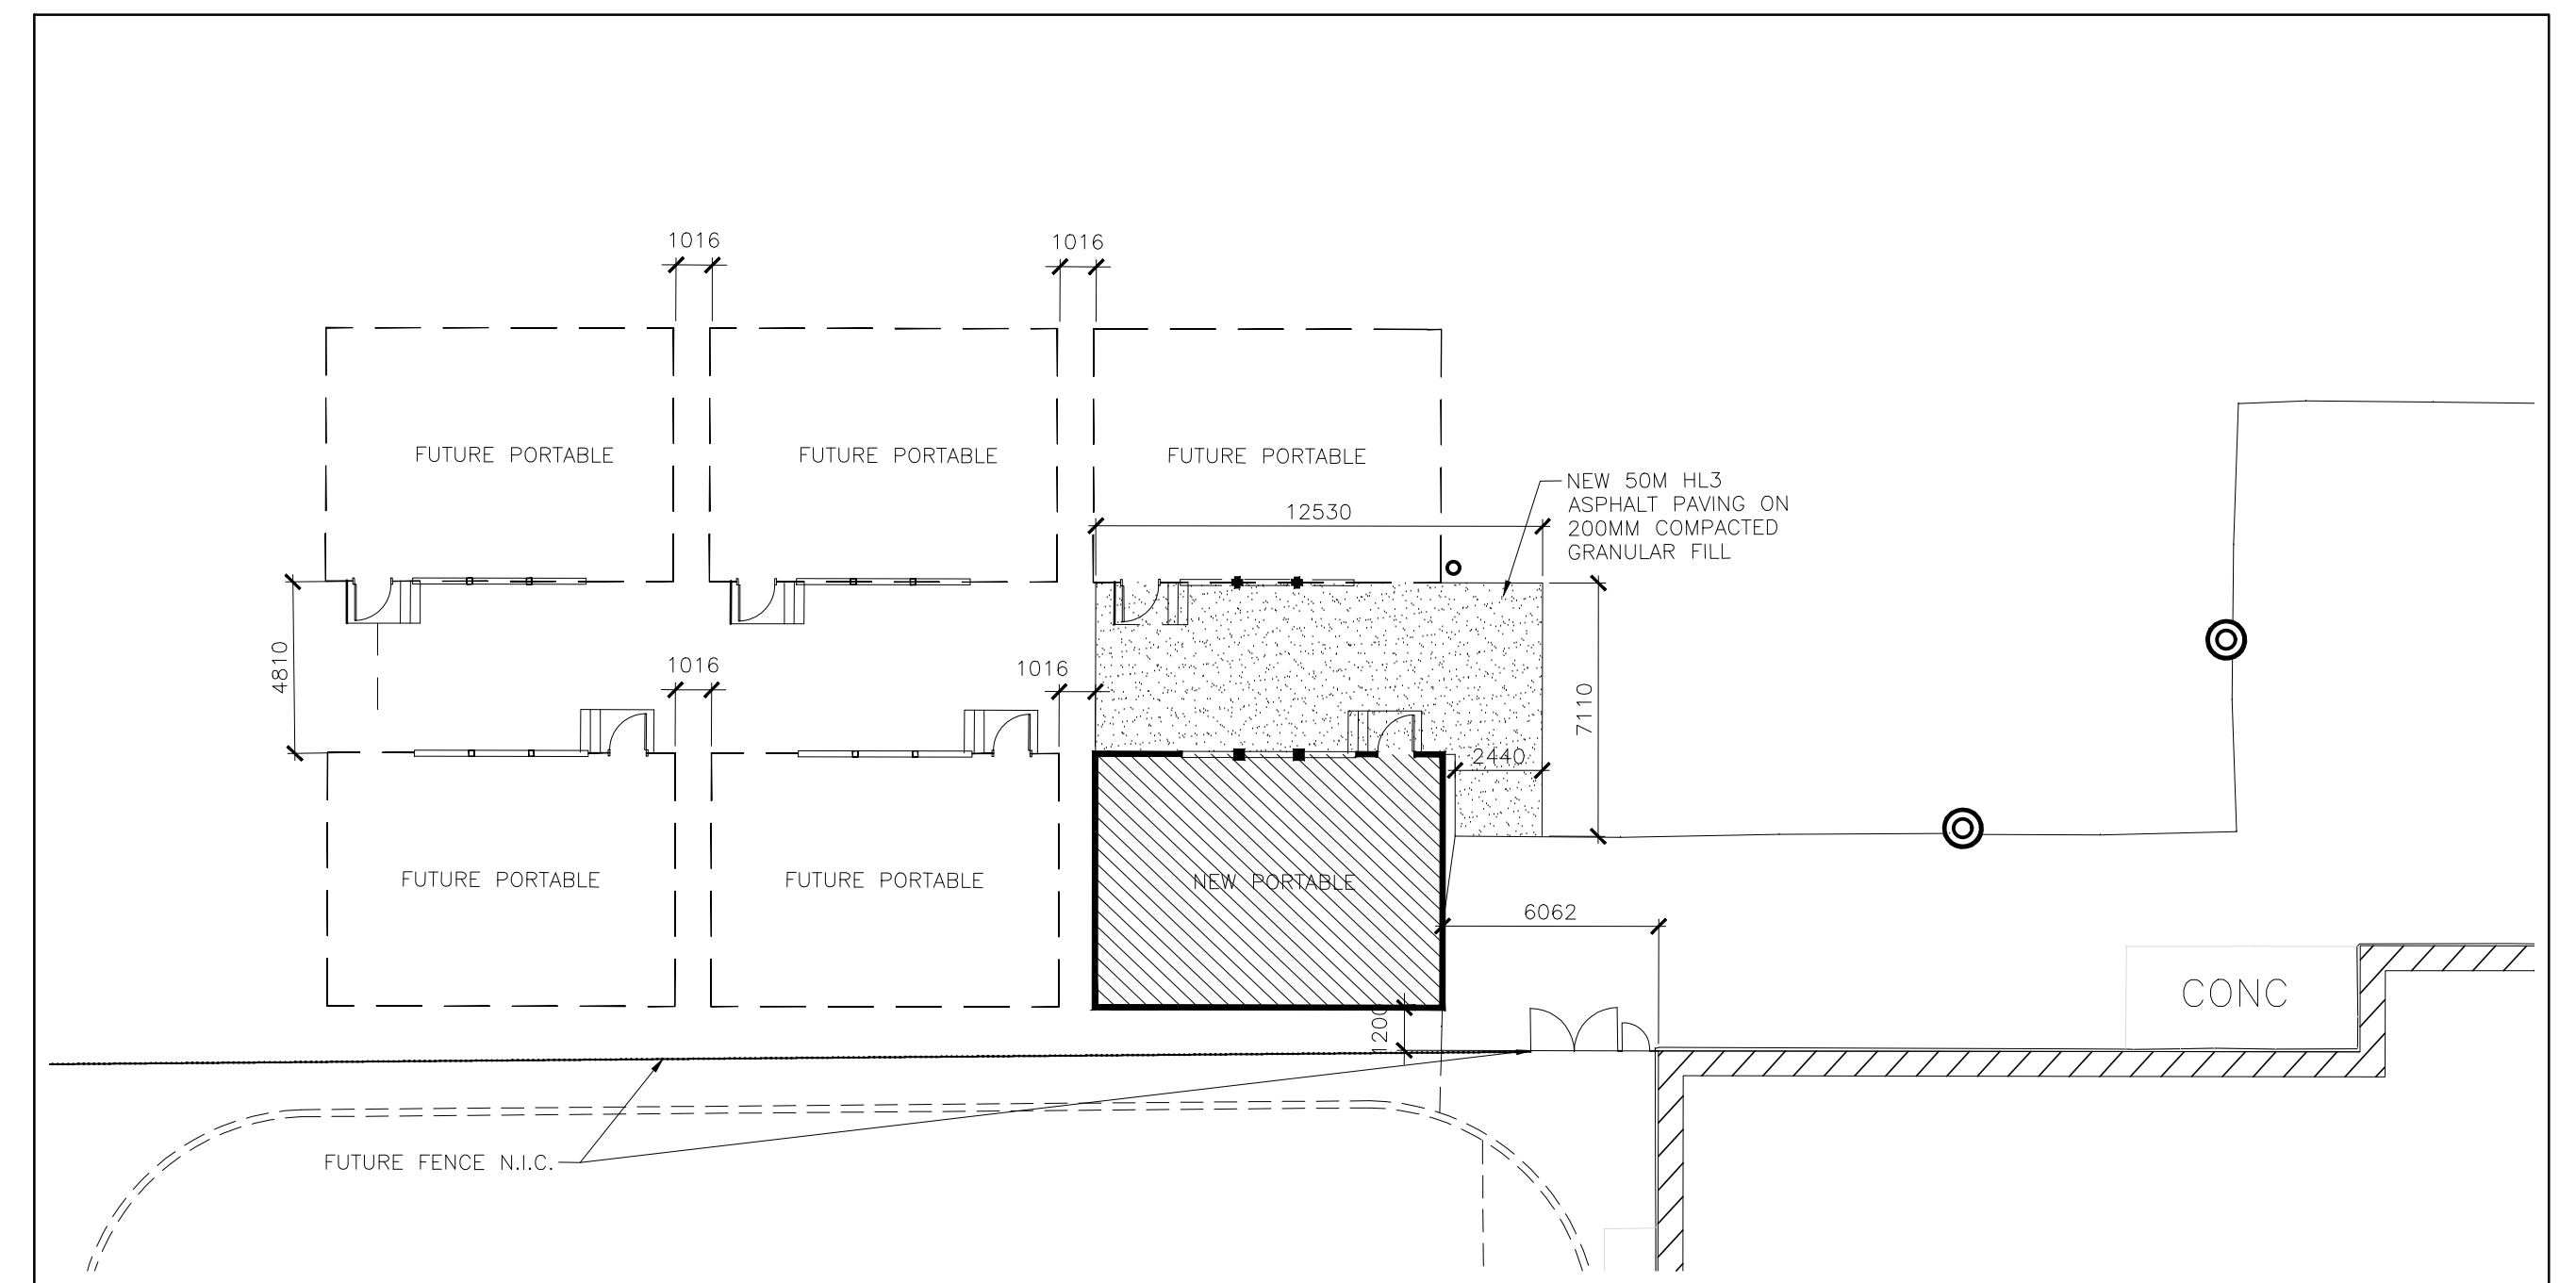 1016
1016
FUTURE PORTABLE
FUTURE PORTABLE
FUTURE PORTABLE
NEW 50M HL3
ASPHALT PAVING ON
200MM COMPACTED
GRANULAR FILL
12530
4810
1016
1016
7110
2440
FUTURE PORTABLE
FUTURE PORTABLE
NEW PORTABLE
6062
CONC
1200
FUTURE FENCE N.I.C.